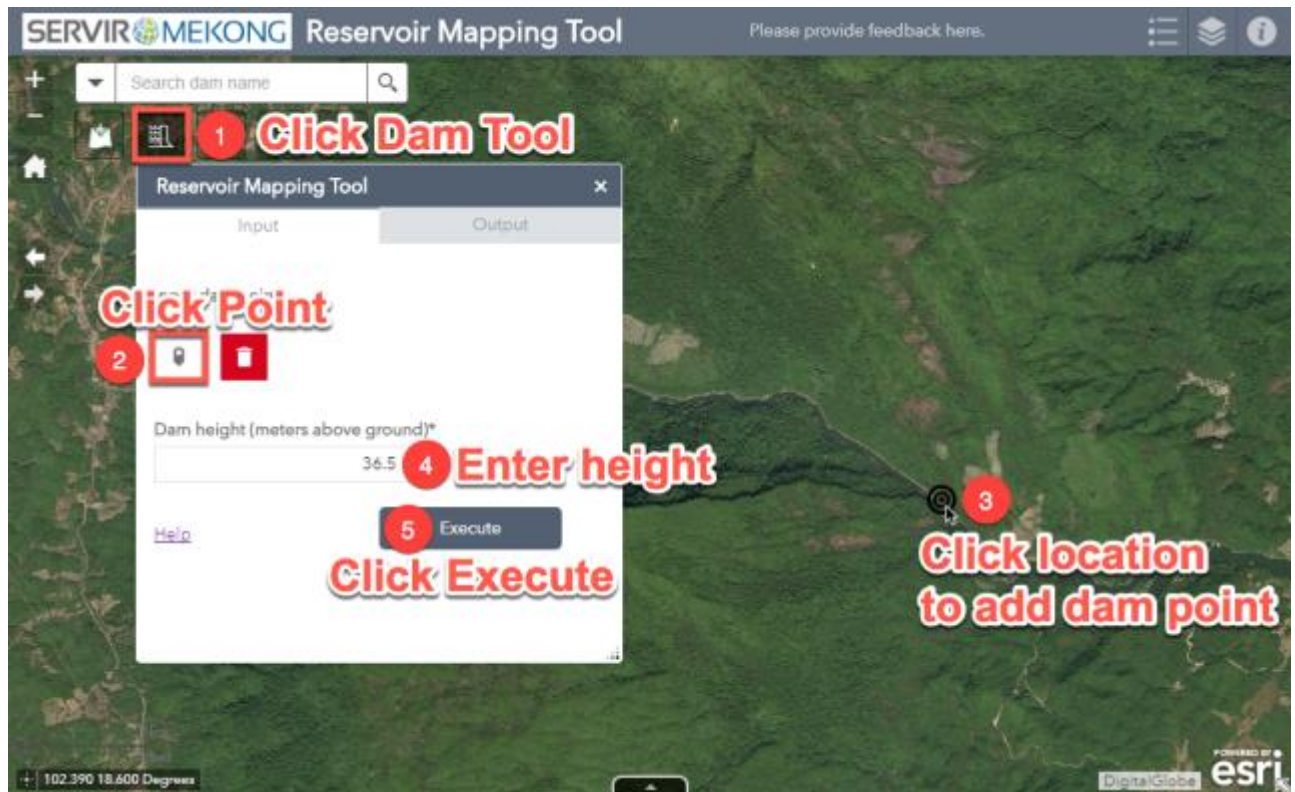 SERVIR MEKONG Reservoir Mapping Tool Please provide feedback here.
Search dam name
1 Click Dam Tool
Reservoir Mapping Tool
Input Output
2 Click Point
Dam height (meters above ground)*
36.5 4 Enter height
3
Help 5 Execute
Click Execute
Click location
to add dam point
102.390 18.600 Degrees
DigitalGlobe
POWERED BY
esri